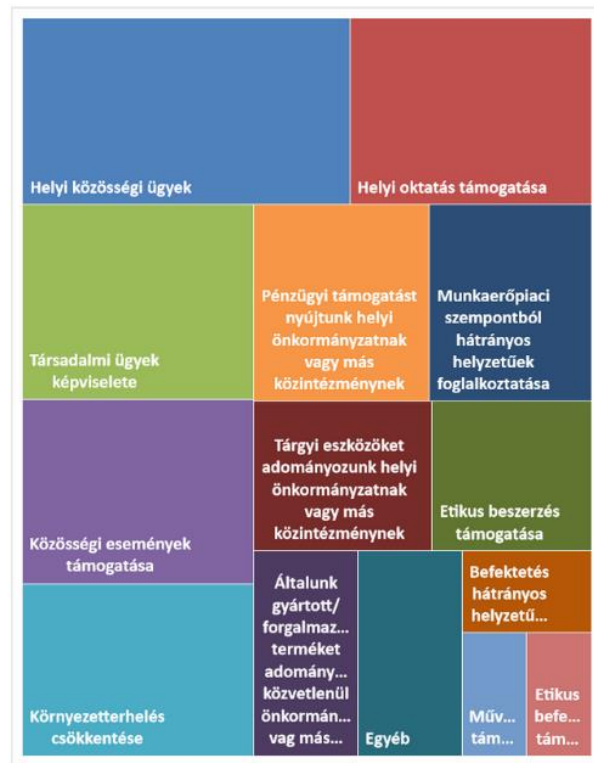 Helyi közösségi ügyek
Helyi oktatás támogatása
Társadalmi ügyek
képviselete
Pénzügyi támogatást
nyújtunk helyi
önkormányzatnak
vagy más
közintézménynek
Munkaerőpiaci
szempontból
hátrányos
helyzetűek
foglalkoztatása
Közösségi események
támogatása
Tárgyi eszközöket
adományozunk helyi
önkormányzatnak
vagy más
közintézménynek
Etikus beszerzés
támogatása
Környezetterhelés
csökkentése
Általunk
gyártott/
forgalmaz...
terméket
adomány...
közvetlenül
önkormán...
vag más...
Egyéb
Befektetés
hátrányos
helyzetű...
Műv...
tám...
Etikus
befe...
tám...